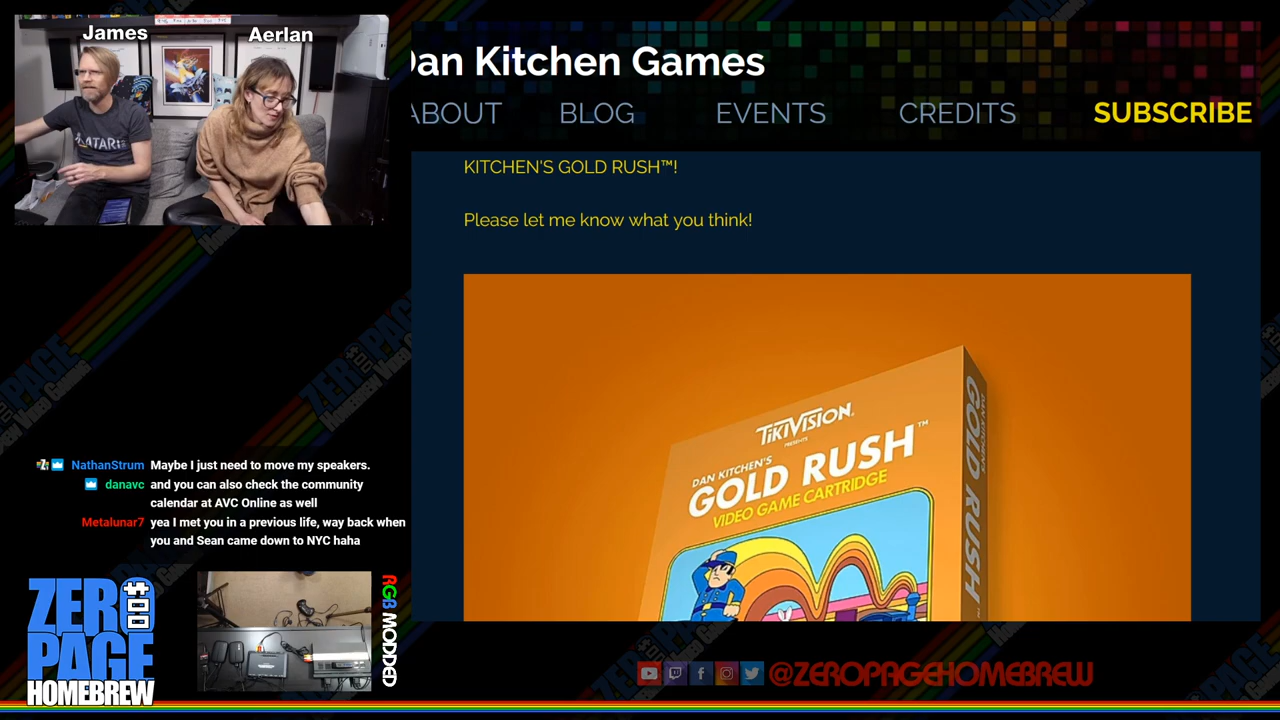 James
Aerlan
ATARI
Dan Kitchen Games
ABOUT BLOG EVENTS CREDITS SUBSCRIBE
KITCHEN'S GOLD RUSH™!
Please let me know what you think!
TIKIVISION®
PRESENTS
DAN KITCHEN'S
GOLD RUSH™
VIDEO GAME CARTRIDGE
DAN KITCHEN'S
GOLD RUSH
NathanStrum Maybe I just need to move my speakers.
danavc and you can also check the community
calendar at AVC Online as well
Metalunar7 yea I met you in a previous life, way back when
you and Sean came down to NYC haha
ZERO
$00
PAGE
HOMEBREW
RGB MODDED
@ZEROPAGEHOMEBREW